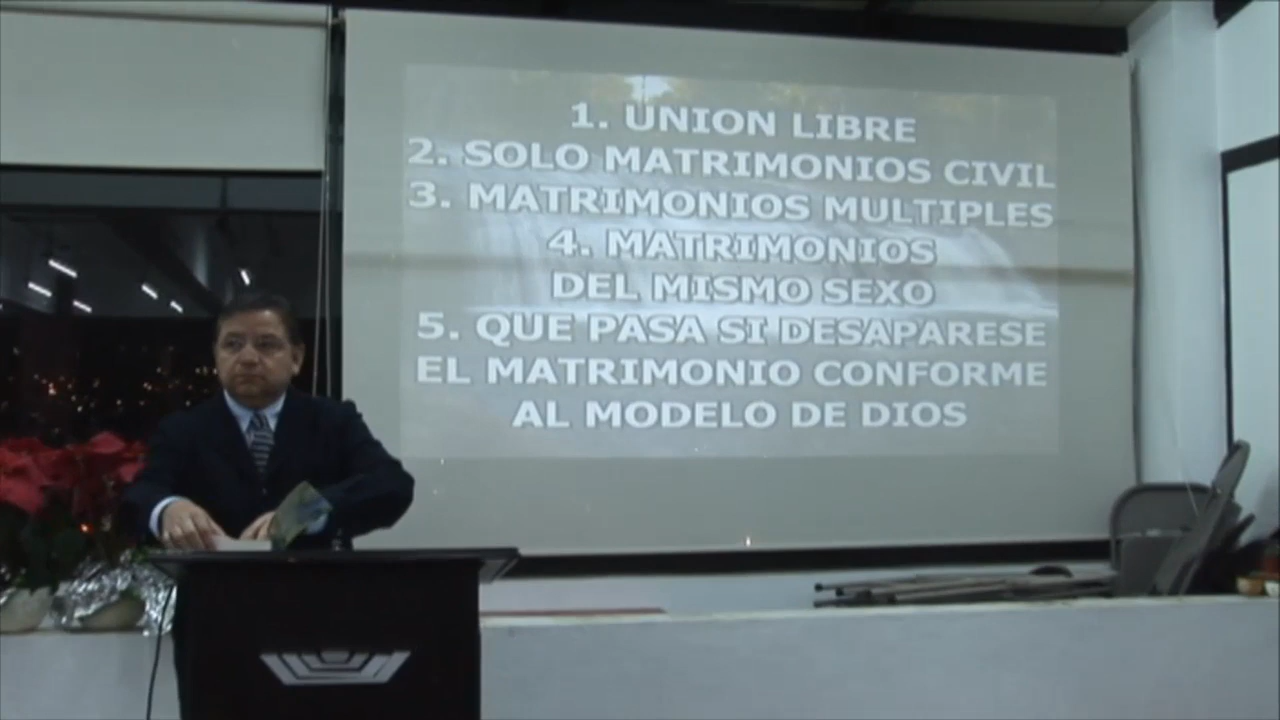 1. UNION LIBRE
2. SOLO MATRIMONIOS CIVIL
3. MATRIMONIOS MULTIPLES
4. MATRIMONIOS
DEL MISMO SEXO
5. QUE PASA SI DESAPARESE
EL MATRIMONIO CONFORME
AL MODELO DE DIOS